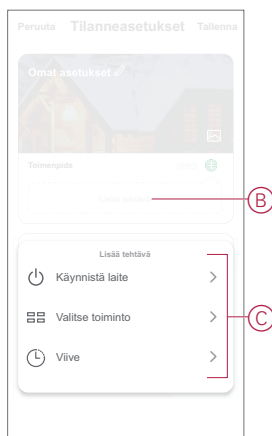 Peruuta Tilanneasetukset Tallenna
Omat asetukset
Toimenpide
B
Lisää tehtävä
Käynnistä laite
Valitse toiminto
C
Viive